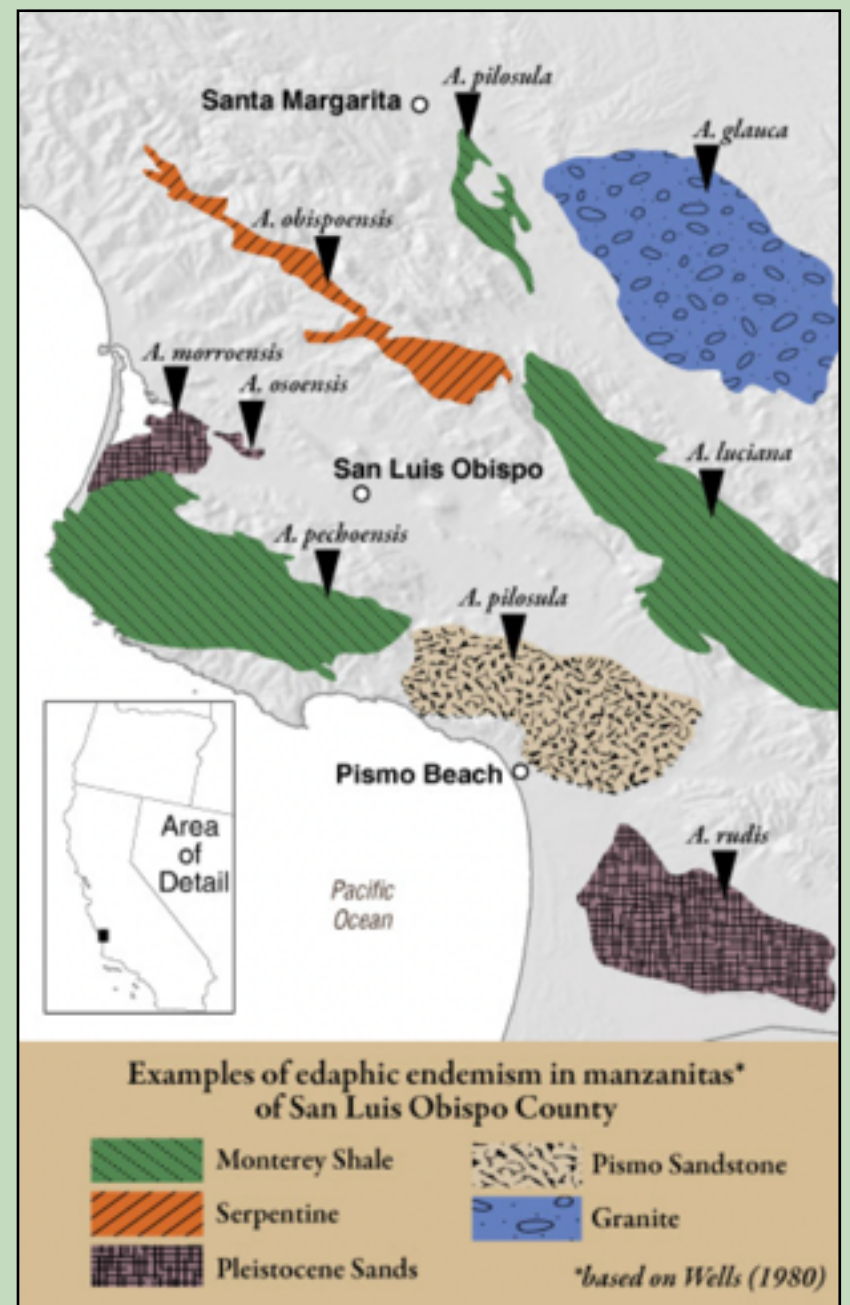 A. pilosula
Santa Margarita
A. glauca
A. obispoensis
A. morroensis
A. osoensis
San Luis Obispo
A. luciana
A. pechoensis
A. pilosula
Pismo Beach
Area
of
Detail
A. rudis
Pacific
Ocean
Examples of edaphic endemism in manzanitas*
of San Luis Obispo County
Monterey Shale
Pismo Sandstone
Serpentine
Granite
Pleistocene Sands
*based on Wells (1980)